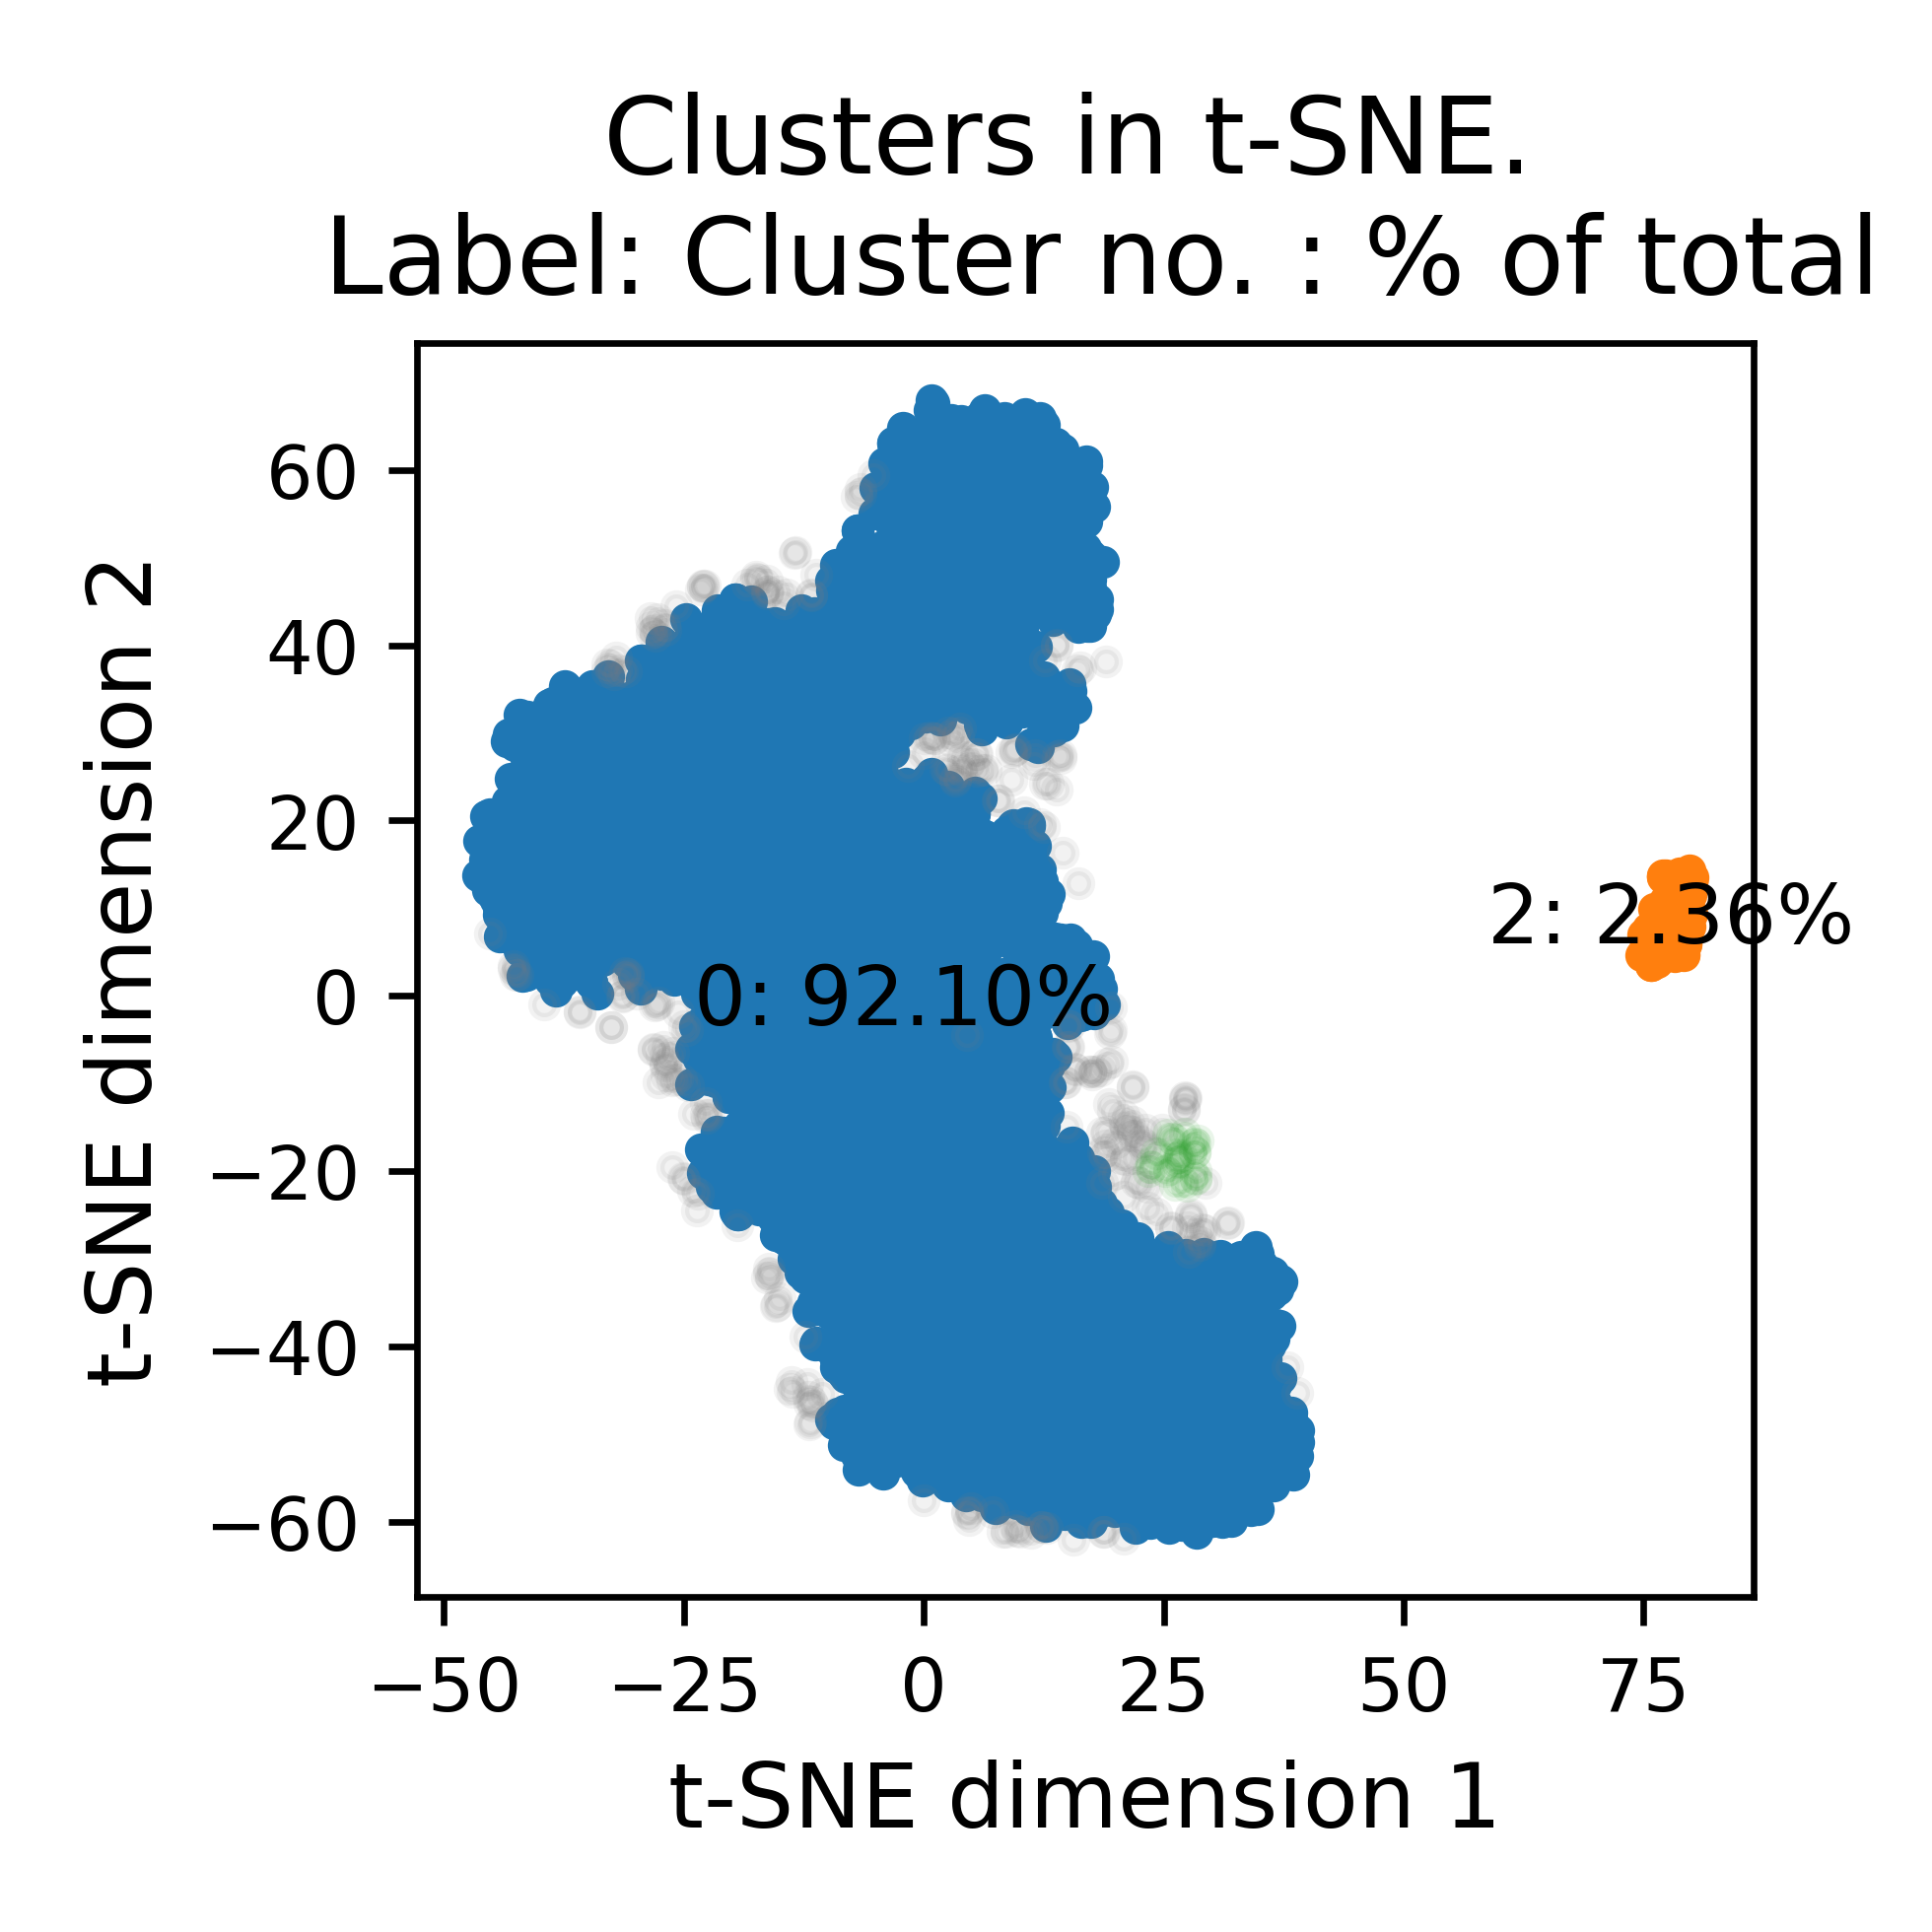 Clusters in t-SNE.
Label: Cluster no. : % of total
t-SNE dimension 2
60
40
20
0
−20
−40
−60
0: 92.10%
2: 2.36%
−50 −25 0 25 50 75
t-SNE dimension 1